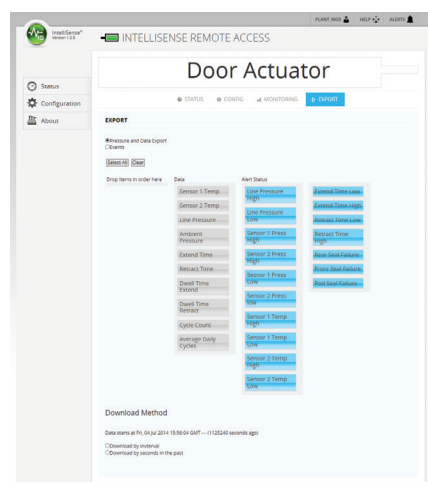 PLANT_MGR HELP ALERTS
IntelliSense®
version 1.0.0
INTELLISENSE REMOTE ACCESS
Door Actuator
Status
Configuration
About
STATUS CONFIG MONITORING EXPORT
EXPORT
Pressure and Data Export
Events
Select All Clear
Drop items in order here
Data
Sensor 1 Temp
Sensor 2 Temp
Line Pressure
Ambient
Pressure
Extend Time
Retract Time
Dwell Time
Extend
Dwell Time
Retract
Cycle Count
Average Daily
Cycles
Alert Status
Line Pressure
High
Line Pressure
Low
Sensor 1 Press
High
Sensor 2 Press
High
Sensor 1 Press
Low
Sensor 2 Press
low
Sensor 1 Temp
High
Sensor 1 Temp
Low
Sensor 2 Temp
High
Sensor 2 Temp
Low
Extend Time Low
Extend Time High
Retract Time Low
Retract Time
High
Rear Seal Failure
Front Seal Failure
Rod Seal Failure
Download Method
Data starts at Fri, 04 Jul 2014 15:56:04 GMT — (1125240 seconds ago)
Download by invterval
Download by seconds in the past